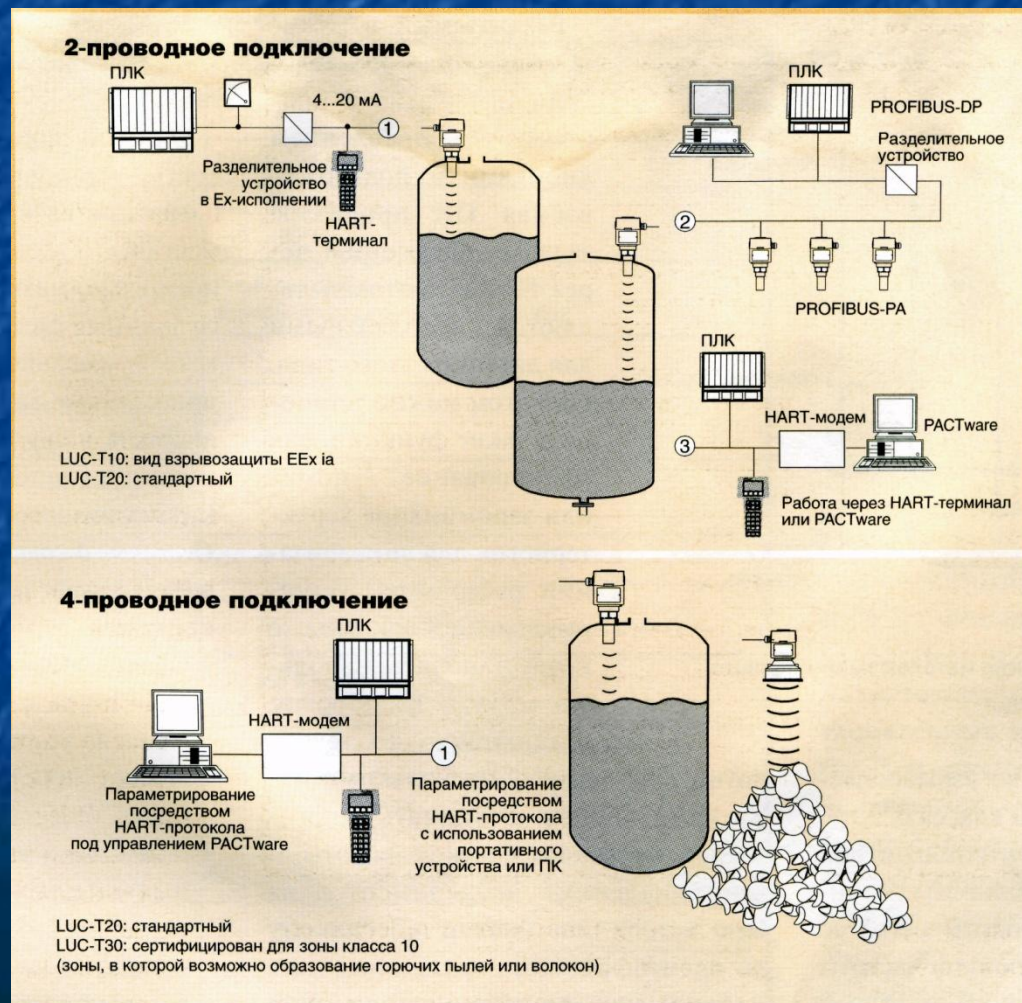 2-проводное подключение
ПЛК
4...20 мА
1
Разделительное
устройство
в Ex-исполнении
HART-
терминал
ПЛК
PROFIBUS-DP
Разделительное
устройство
2
PROFIBUS-PA
ПЛК
HART-модем
PACTware
3
Работа через HART-терминал
или PACTware
LUC-T10: вид взрывозащиты EEx ia
LUC-T20: стандартный
4-проводное подключение
ПЛК
HART-модем
1
Параметрирование
посредством
HART-протокола
под управлением PACTware
Параметрирование
посредством
HART-протокола
с использованием
портативного
устройства или ПК
LUC-T20: стандартный
LUC-T30: сертифицирован для зоны класса 10
(зоны, в которой возможно образование горючих пылей или волокон)